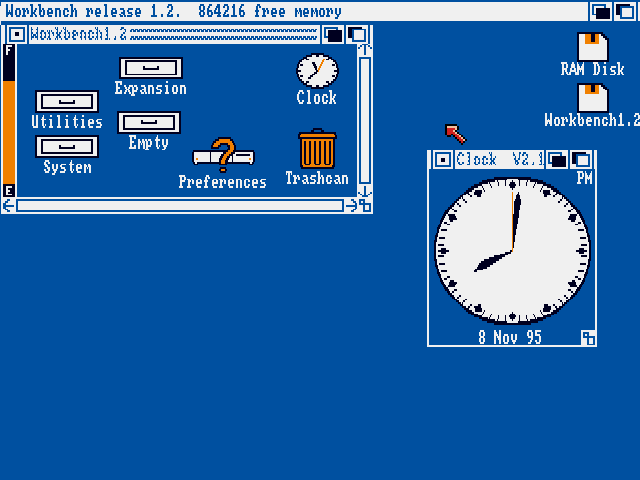 Workbench release 1.2.  864216 free memory
Workbench1.2
F
E
Expansion
Utilities
Empty
System
Clock
Preferences
Trashcan
RAM Disk
Workbench1.2
Clock  V2.1
PM
8 Nov 95